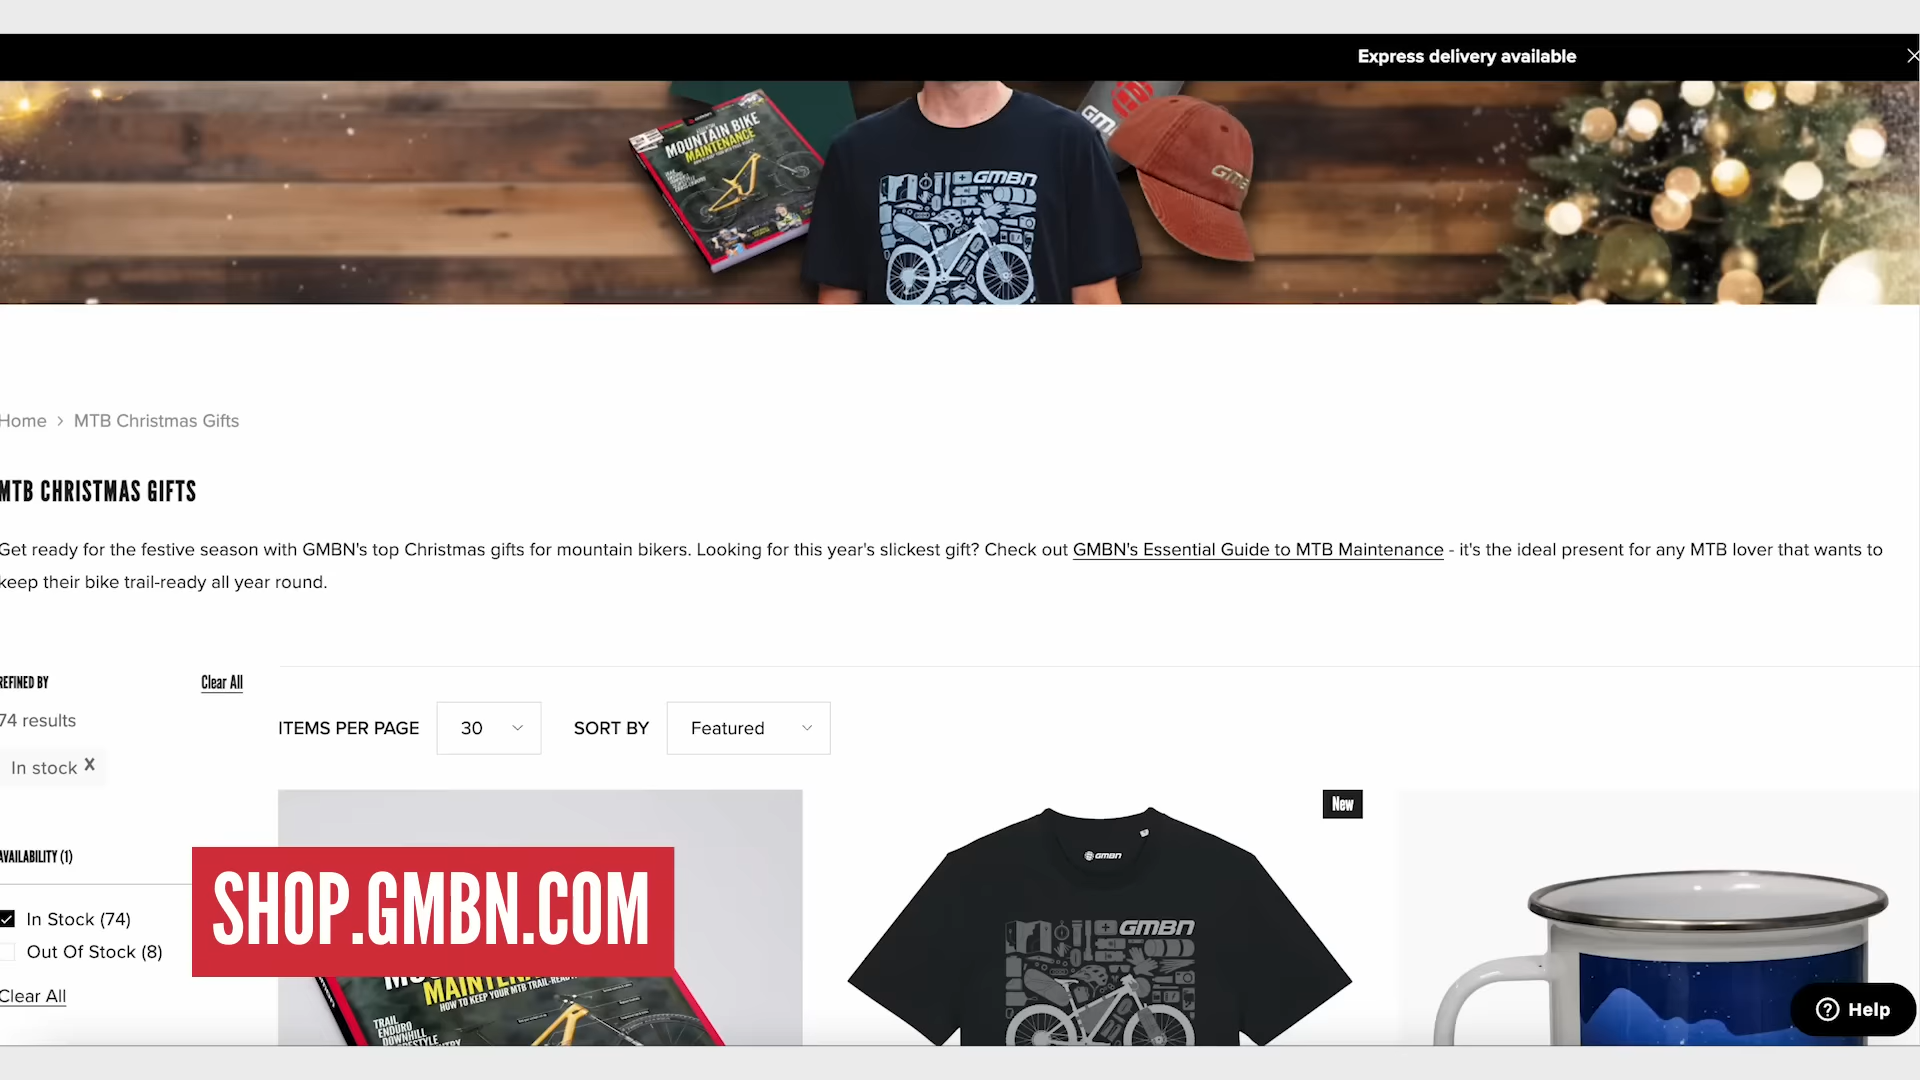 Express delivery available
MOUNTAIN BIKE
MAINTENANCE
GMBN
Home > MTB Christmas Gifts
MTB CHRISTMAS GIFTS
Get ready for the festive season with GMBN's top Christmas gifts for mountain bikers. Looking for this year's slickest gift? Check out GMBN's Essential Guide to MTB Maintenance - it's the ideal present for any MTB lover that wants to
keep their bike trail-ready all year round.
REFINED BY
Clear All
74 results
In stock X
ITEMS PER PAGE 30 SORT BY Featured
AVAILABILITY (1)
In Stock (74)
Out Of Stock (8)
Clear All
SHOP.GMBN.COM
HOW TO KEEP YOUR MTB TRAIL-READY
TRAIL
ENDURO
DOWNHILL
New
GMBN
GMBN
Help